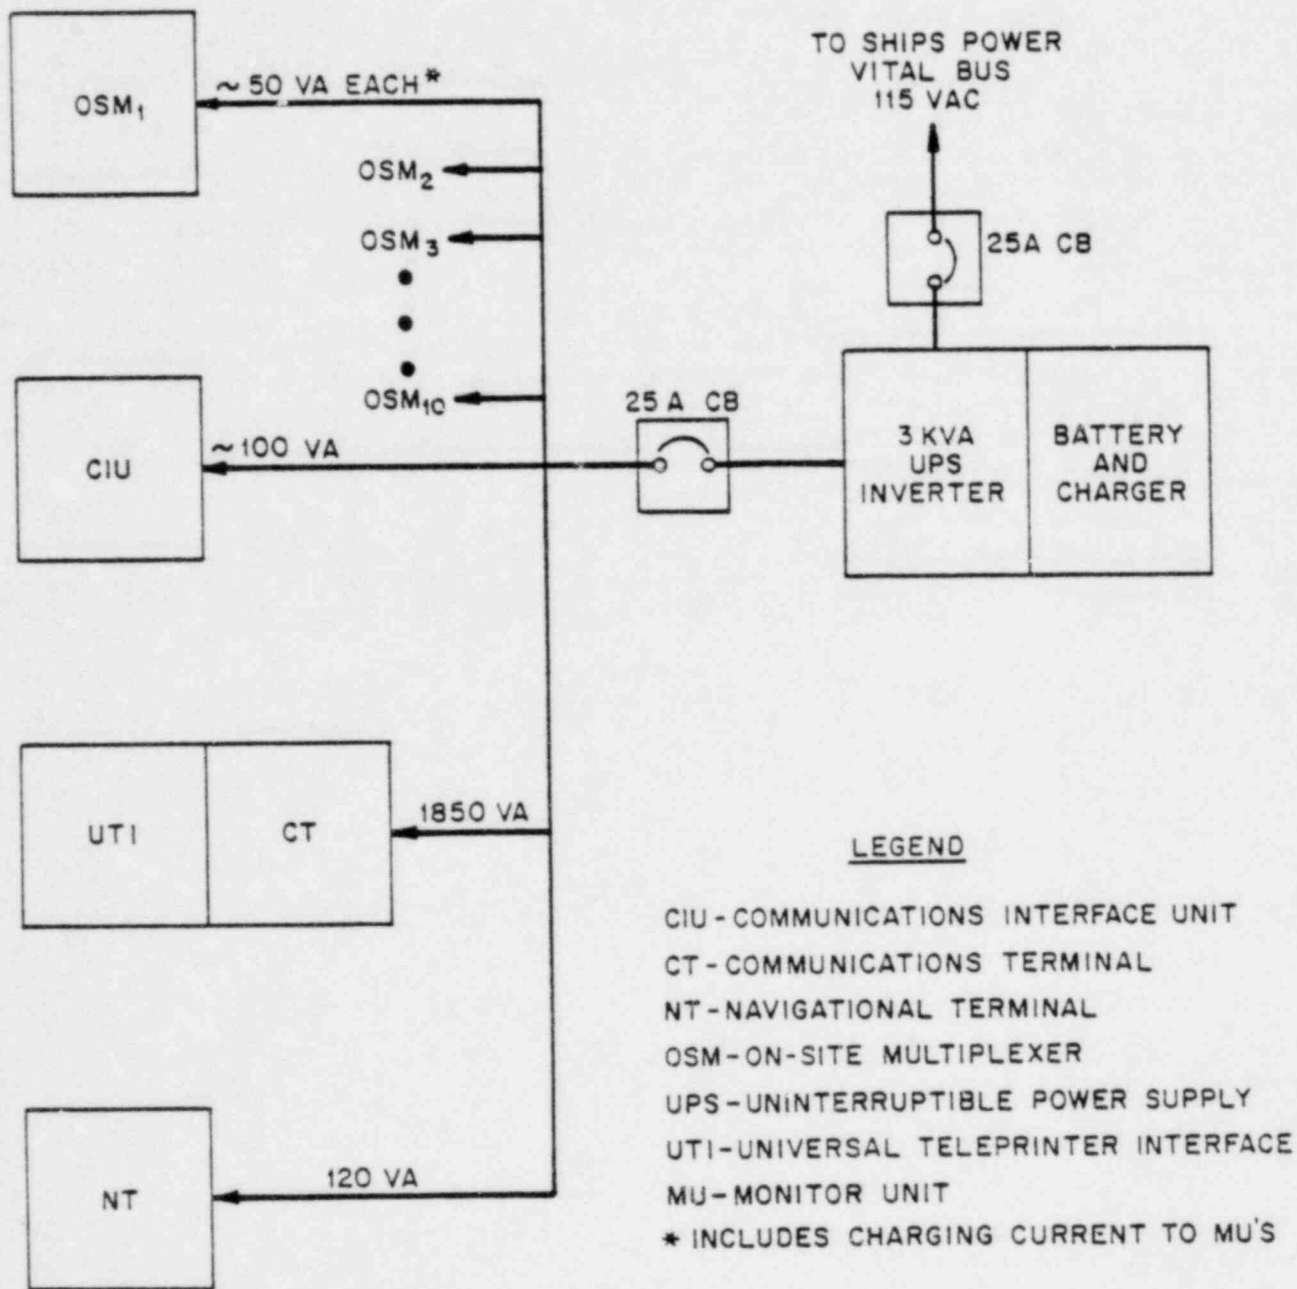 TO SHIPS POWER
VITAL BUS
115 VAC
~50 VA EACH*
OSM₁
OSM₂
OSM₃
25A CB
OSM₁₀
25 A CB
~100 VA
CIU
3 KVA
UPS
INVERTER
BATTERY
AND
CHARGER
1850 VA
UTI
CT
LEGEND
CIU-COMMUNICATIONS INTERFACE UNIT
CT-COMMUNICATIONS TERMINAL
NT-NAVIGATIONAL TERMINAL
OSM-ON-SITE MULTIPLEXER
UPS-UNINTERRUPTIBLE POWER SUPPLY
UTI-UNIVERSAL TELEPRINTER INTERFACE
MU-MONITOR UNIT
* INCLUDES CHARGING CURRENT TO MU'S
120 VA
NT